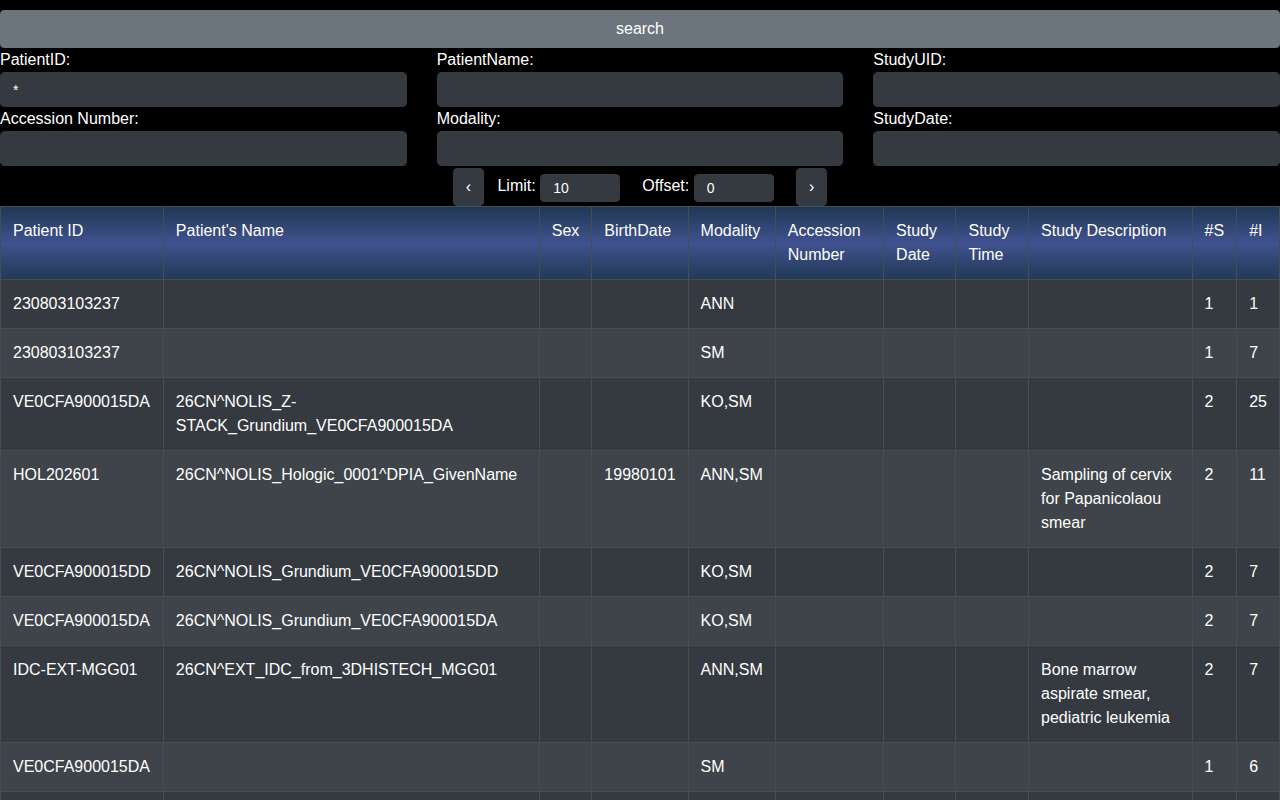 search
PatientID: PatientName: StudyUID:
*
Accession Number: Modality: StudyDate:
‹ Limit: 10 Offset: 0 ›
Patient ID Patient's Name Sex BirthDate Modality Accession Number Study Date Study Time Study Description #S #I
230803103237 ANN 1 1
230803103237 SM 1 7
VE0CFA900015DA 26CN^NOLIS_Z- KO,SM 2 25
STACK_Grundium_VE0CFA900015DA
HOL202601 26CN^NOLIS_Hologic_0001^DPIA_GivenName 19980101 ANN,SM Sampling of cervix 2 11
for Papanicolaou
smear
VE0CFA900015DD 26CN^NOLIS_Grundium_VE0CFA900015DD KO,SM 2 7
VE0CFA900015DA 26CN^NOLIS_Grundium_VE0CFA900015DA KO,SM 2 7
IDC-EXT-MGG01 26CN^EXT_IDC_from_3DHISTECH_MGG01 ANN,SM Bone marrow 2 7
aspirate smear,
pediatric leukemia
VE0CFA900015DA SM 1 6